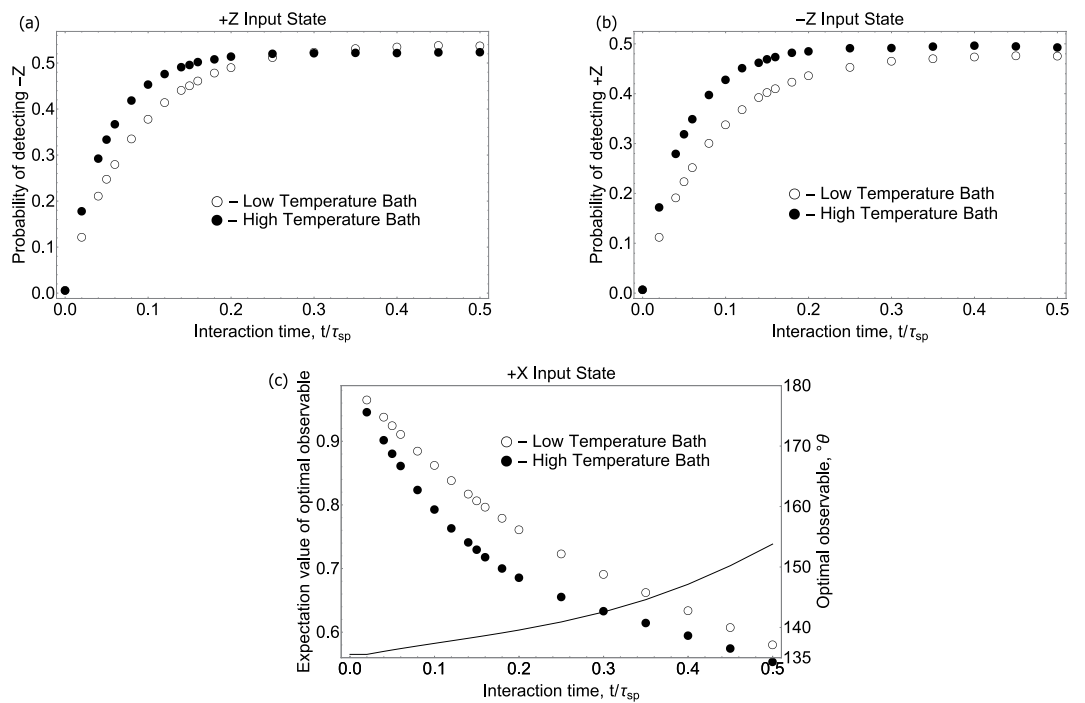 (a)
+Z Input State
Probability of detecting −Z
0.5
0.4
0.3
0.2
0.1
0.0
○ – Low Temperature Bath
● – High Temperature Bath
0.0 0.1 0.2 0.3 0.4 0.5
Interaction time, t/τsp
(b)
−Z Input State
Probability of detecting +Z
0.5
0.4
0.3
0.2
0.1
0.0
○ – Low Temperature Bath
● – High Temperature Bath
0.0 0.1 0.2 0.3 0.4 0.5
Interaction time, t/τsp
(c)
+X Input State
Expectation value of optimal observable
0.9
0.8
0.7
0.6
○ – Low Temperature Bath
● – High Temperature Bath
180
170
160
150
140
135
Optimal observable, °θ
0.0 0.1 0.2 0.3 0.4 0.5
Interaction time, t/τsp